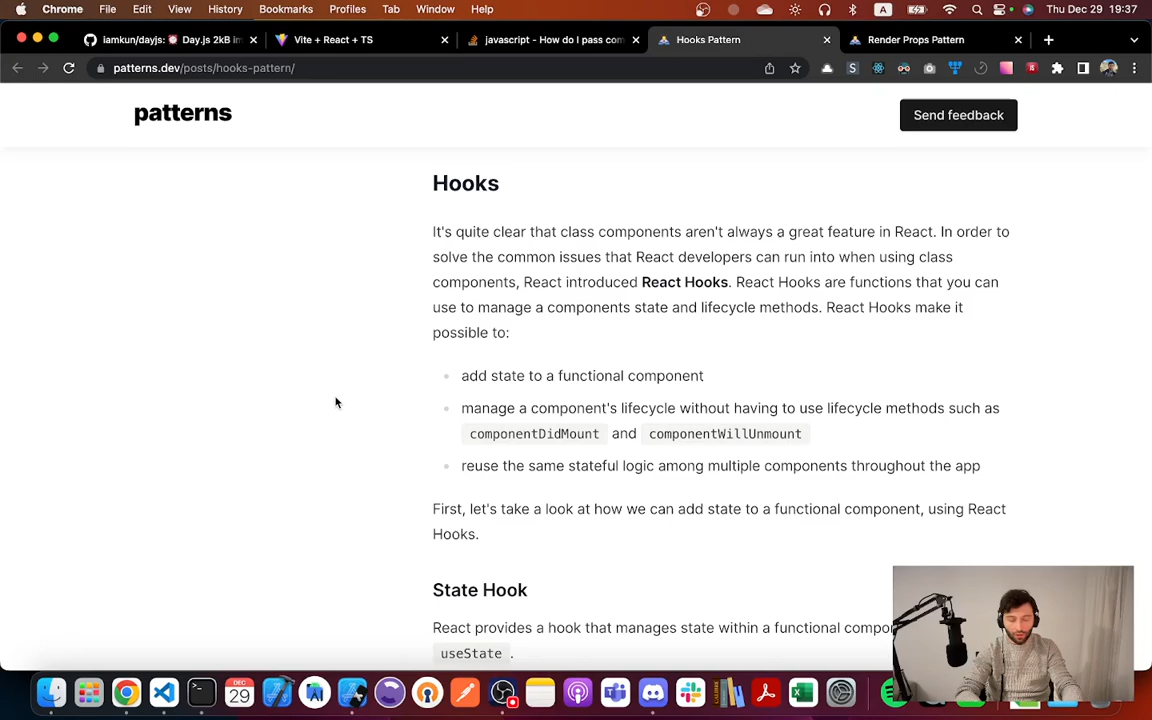 Chrome File Edit View History Bookmarks Profiles Tab Window Help A Thu Dec 29 19:37
iamkun/dayjs: ⏰ Day.js 2kB im Vite + React + TS javascript - How do I pass com Hooks Pattern Render Props Pattern
patterns.dev/posts/hooks-pattern/
patterns
Send feedback
Hooks
It's quite clear that class components aren't always a great feature in React. In order to
solve the common issues that React developers can run into when using class
components, React introduced React Hooks. React Hooks are functions that you can
use to manage a components state and lifecycle methods. React Hooks make it
possible to:
add state to a functional component
manage a component's lifecycle without having to use lifecycle methods such as
componentDidMount and componentWillUnmount
reuse the same stateful logic among multiple components throughout the app
First, let's take a look at how we can add state to a functional component, using React
Hooks.
State Hook
React provides a hook that manages state within a functional compo
useState .
DEC
29